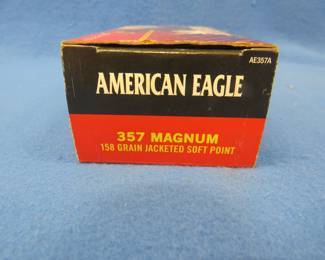 AE357A
AMERICAN EAGLE
357 MAGNUM
158 GRAIN JACKETED SOFT POINT